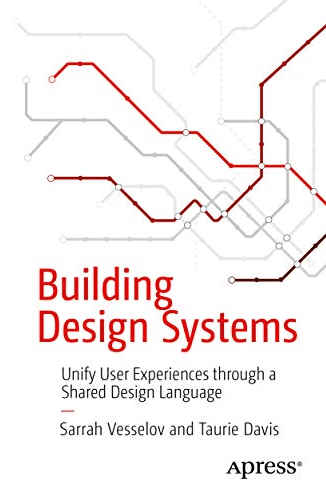 Building
Design Systems
Unify User Experiences through a
Shared Design Language
Sarrah Vesselov and Taurie Davis
Apress®